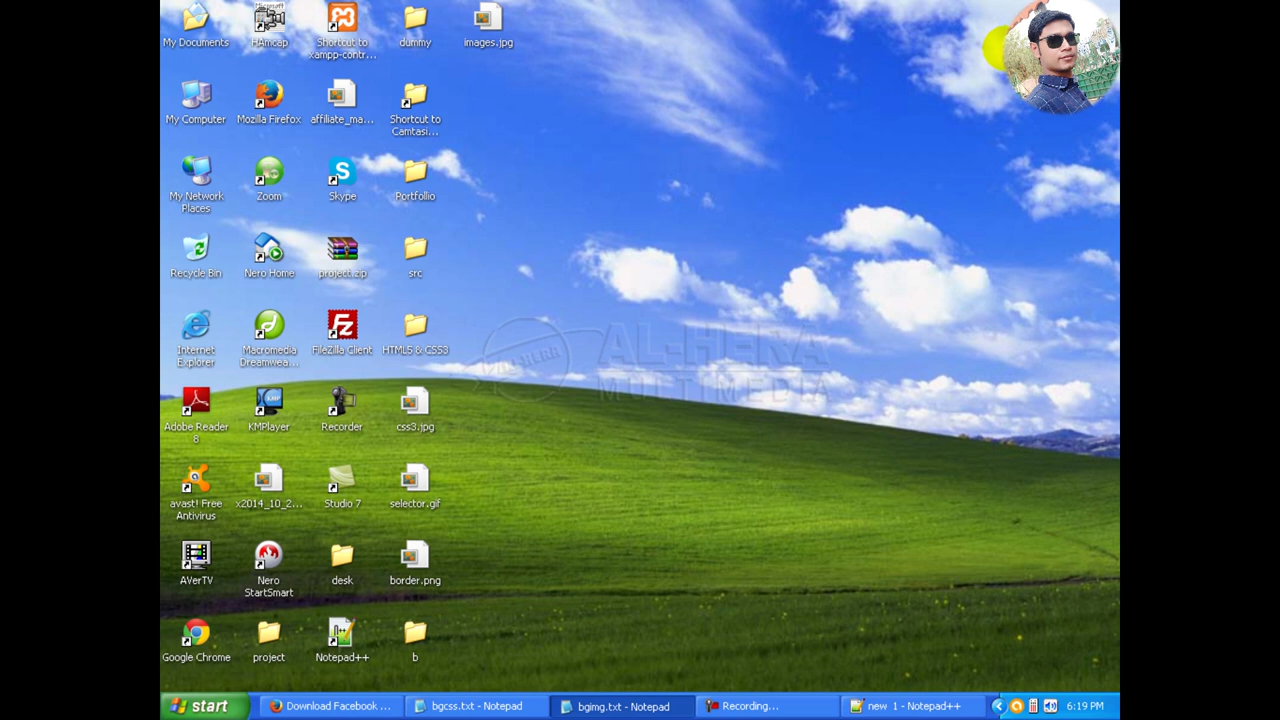 My Documents
HAmcap
Shortcut to
xampp-contr...
dummy
images.jpg
My Computer
Mozilla Firefox
affiliate_ma...
Shortcut to
Camtasi...
My Network
Places
Zoom
Skype
Portfollio
Recycle Bin
Nero Home
project.zip
src
Internet
Explorer
Macromedia
Dreamwea...
FileZilla Client
HTML5 & CSS3
AL-HERA
MULTIMEDIA
Adobe Reader
8
KMPlayer
Recorder
css3.jpg
avast! Free
Antivirus
x2014_10_2...
Studio 7
selector.gif
AVerTV
Nero
StartSmart
desk
border.png
Google Chrome
project
Notepad++
b
start
Download Facebook ...
bgcss.txt - Notepad
bgimg.txt - Notepad
Recording...
new 1 - Notepad++
6:19 PM